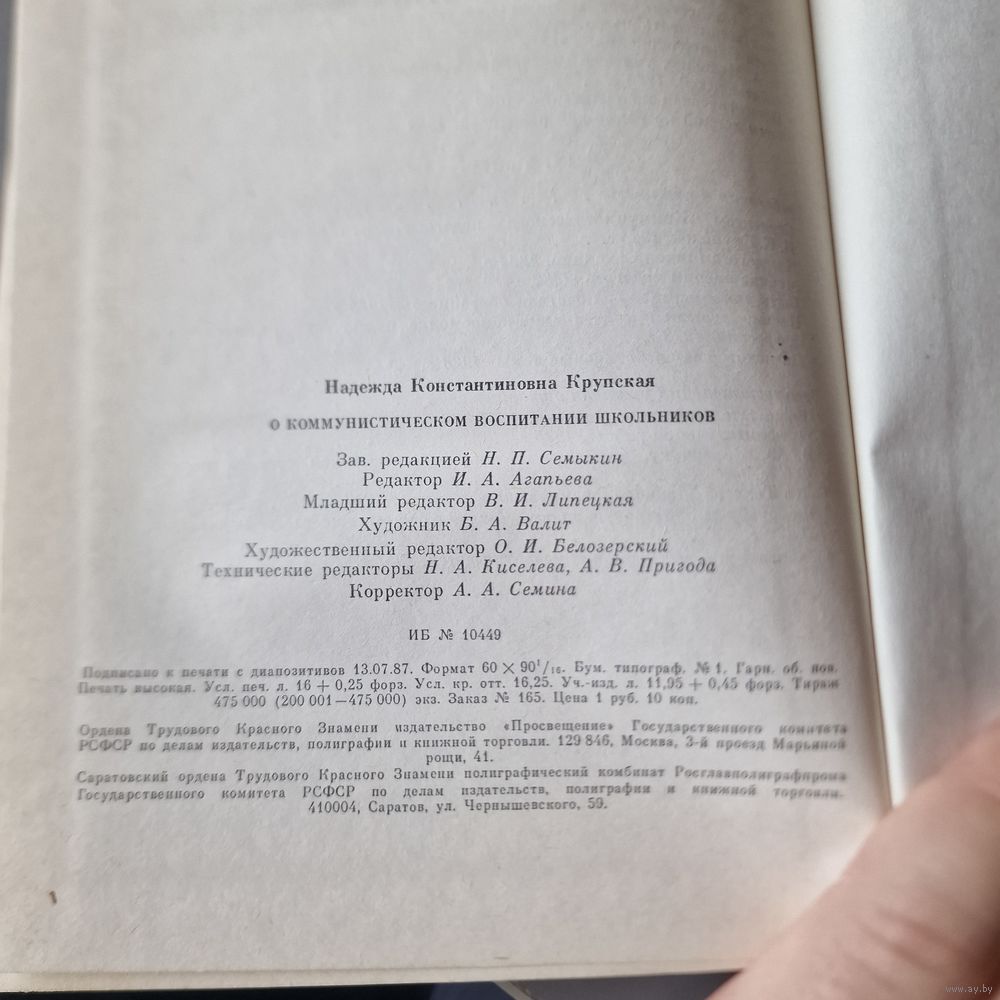 Надежда Константиновна Крупская
О КОММУНИСТИЧЕСКОМ ВОСПИТАНИИ ШКОЛЬНИКОВ
Зав. редакцией Н. П. Семыкин
Редактор И. А. Агапьева
Младший редактор В. И. Липецкая
Художник Б. А. Валит
Художественный редактор О. И. Белозерский
Технические редакторы Н. А. Киселева, А. В. Пригода
Корректор А. А. Семина
ИБ № 10449
Подписано к печати с диапозитивов 13.07.87. Формат 60 × 90¹/₁₆. Бум. типограф. № 1. Гарн. об. нов.
Печать высокая. Усл. печ. л. 16 + 0,25 форз. Усл. кр. отт. 16,25. Уч.-изд. л. 11,95 + 0,45 форз. Тираж
475 000 (200 001—475 000) экз. Заказ № 165. Цена 1 руб. 10 коп.
Ордена Трудового Красного Знамени издательство «Просвещение» Государственного комитета
РСФСР по делам издательств, полиграфии и книжной торговли. 129846, Москва, 3-й проезд Марьиной
рощи, 41.
Саратовский ордена Трудового Красного Знамени полиграфический комбинат Росглавполиграфпрома
Государственного комитета РСФСР по делам издательств, полиграфии и книжной торговли.
410004, Саратов, ул. Чернышевского, 59.
www.ay.by